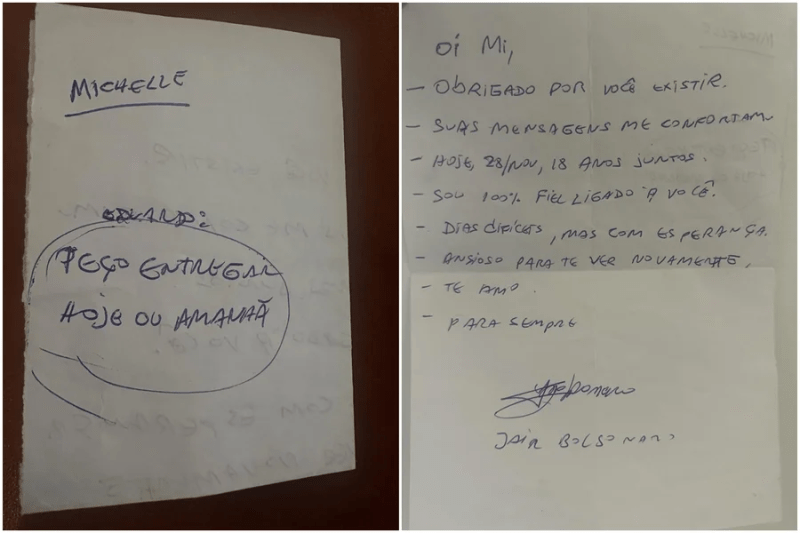 MICHELLE
PEÇO ENTREGAR
HOJE OU AMANHÃ
Oi Mi,
- OBRIGADO POR VOCÊ EXISTIR.
- SUAS MENSAGENS ME CONFORTAM.
- HOJE, 28/NOV, 18 ANOS JUNTOS.
- SOU 100% FIEL LIGADO A VOCÊ.
- DIAS DIFÍCEIS, MAS COM ESPERANÇA.
- ANSIOSO PARA TE VER NOVAMENTE.
- TE AMO.
- PARA SEMPRE
JAIR BOLSONARO